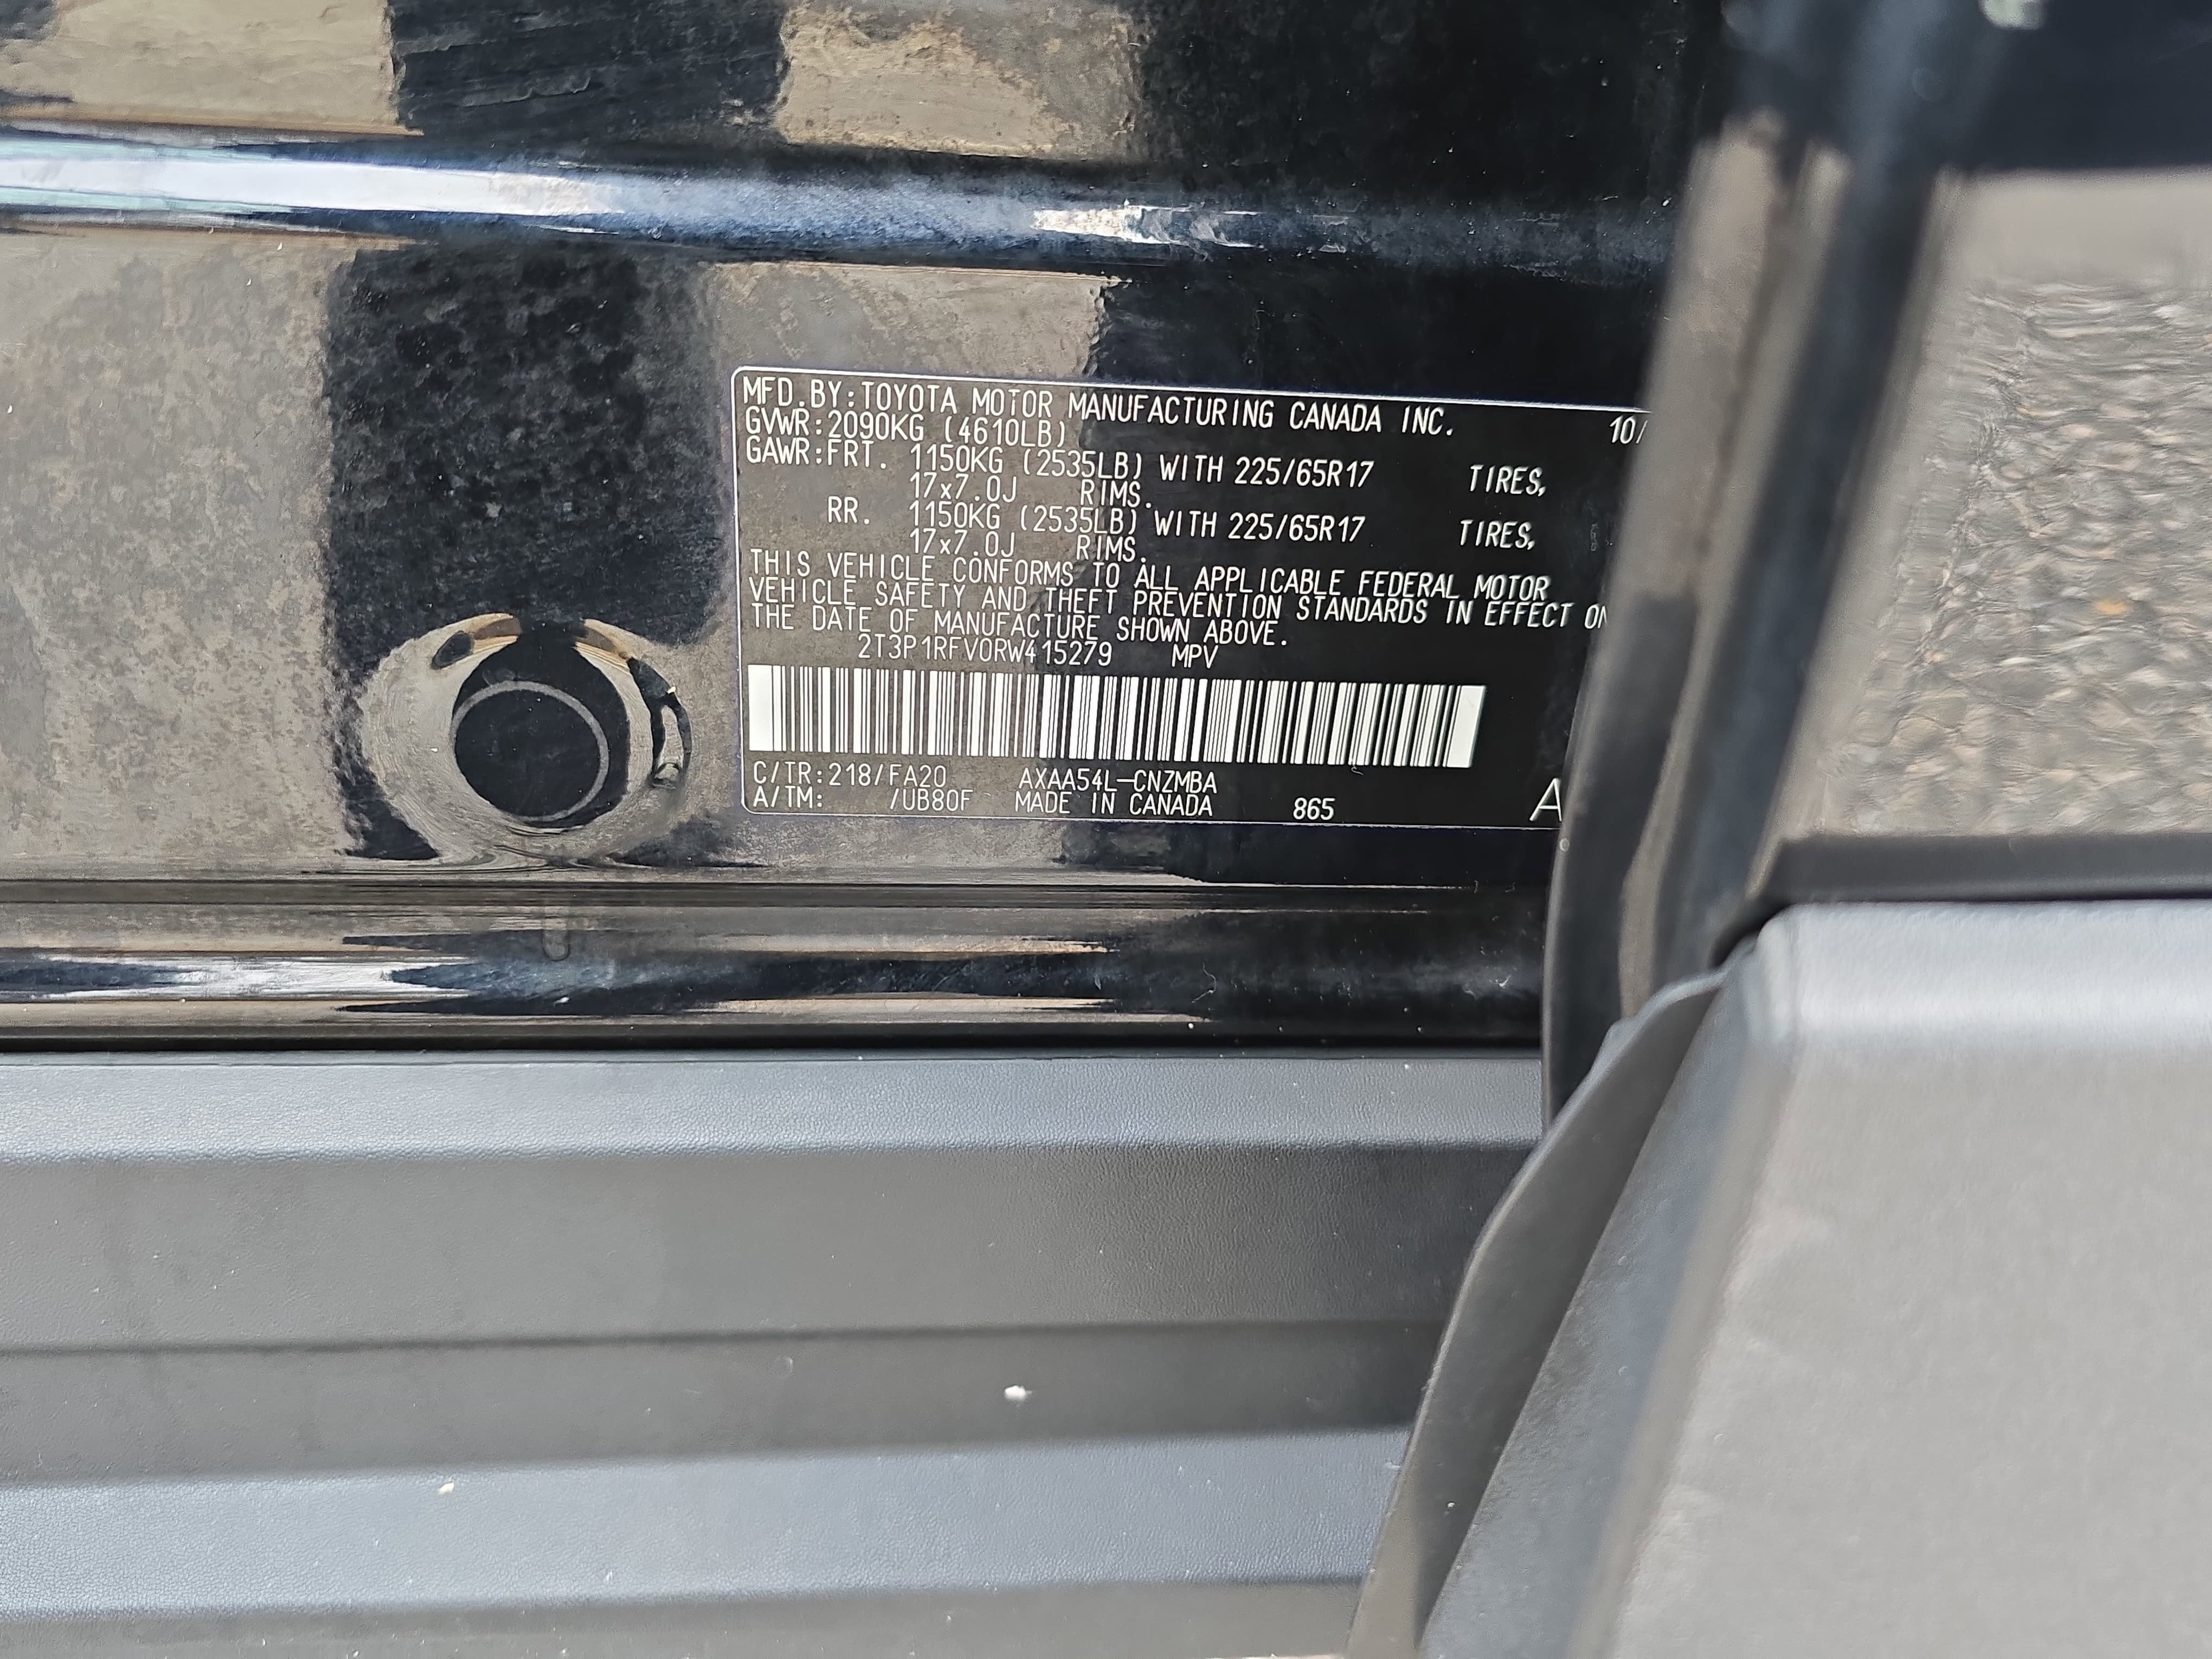 MFD.BY:TOYOTA MOTOR MANUFACTURING CANADA INC. 10/
GVWR:2090KG (4610LB)
GAWR:FRT. 1150KG (2535LB) WITH 225/65R17 TIRES,
17x7.0J RIMS.
RR. 1150KG (2535LB) WITH 225/65R17 TIRES,
17x7.0J RIMS.
THIS VEHICLE CONFORMS TO ALL APPLICABLE FEDERAL MOTOR
VEHICLE SAFETY AND THEFT PREVENTION STANDARDS IN EFFECT ON
THE DATE OF MANUFACTURE SHOWN ABOVE.
2T3P1RFV0RW415279 MPV
C/TR:218/FA20 AXAA54L-CNZMBA
A/TM: /UB80F MADE IN CANADA 865 A